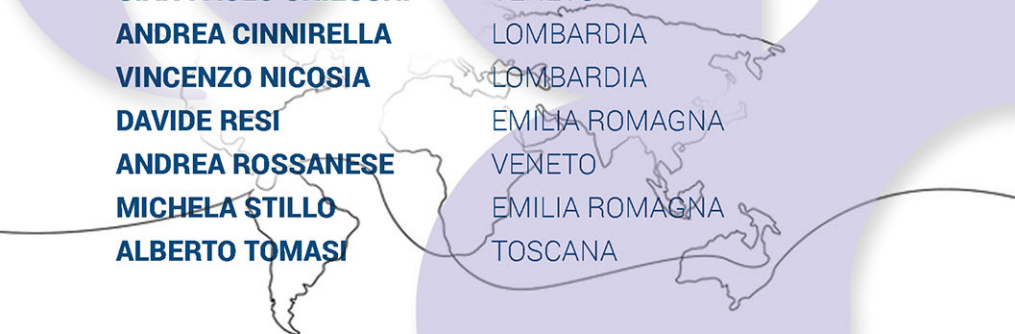 ANDREA CINNIRELLA LOMBARDIA
VINCENZO NICOSIA LOMBARDIA
DAVIDE RESI EMILIA ROMAGNA
ANDREA ROSSANESE VENETO
MICHELA STILLO EMILIA ROMAGNA
ALBERTO TOMASI TOSCANA